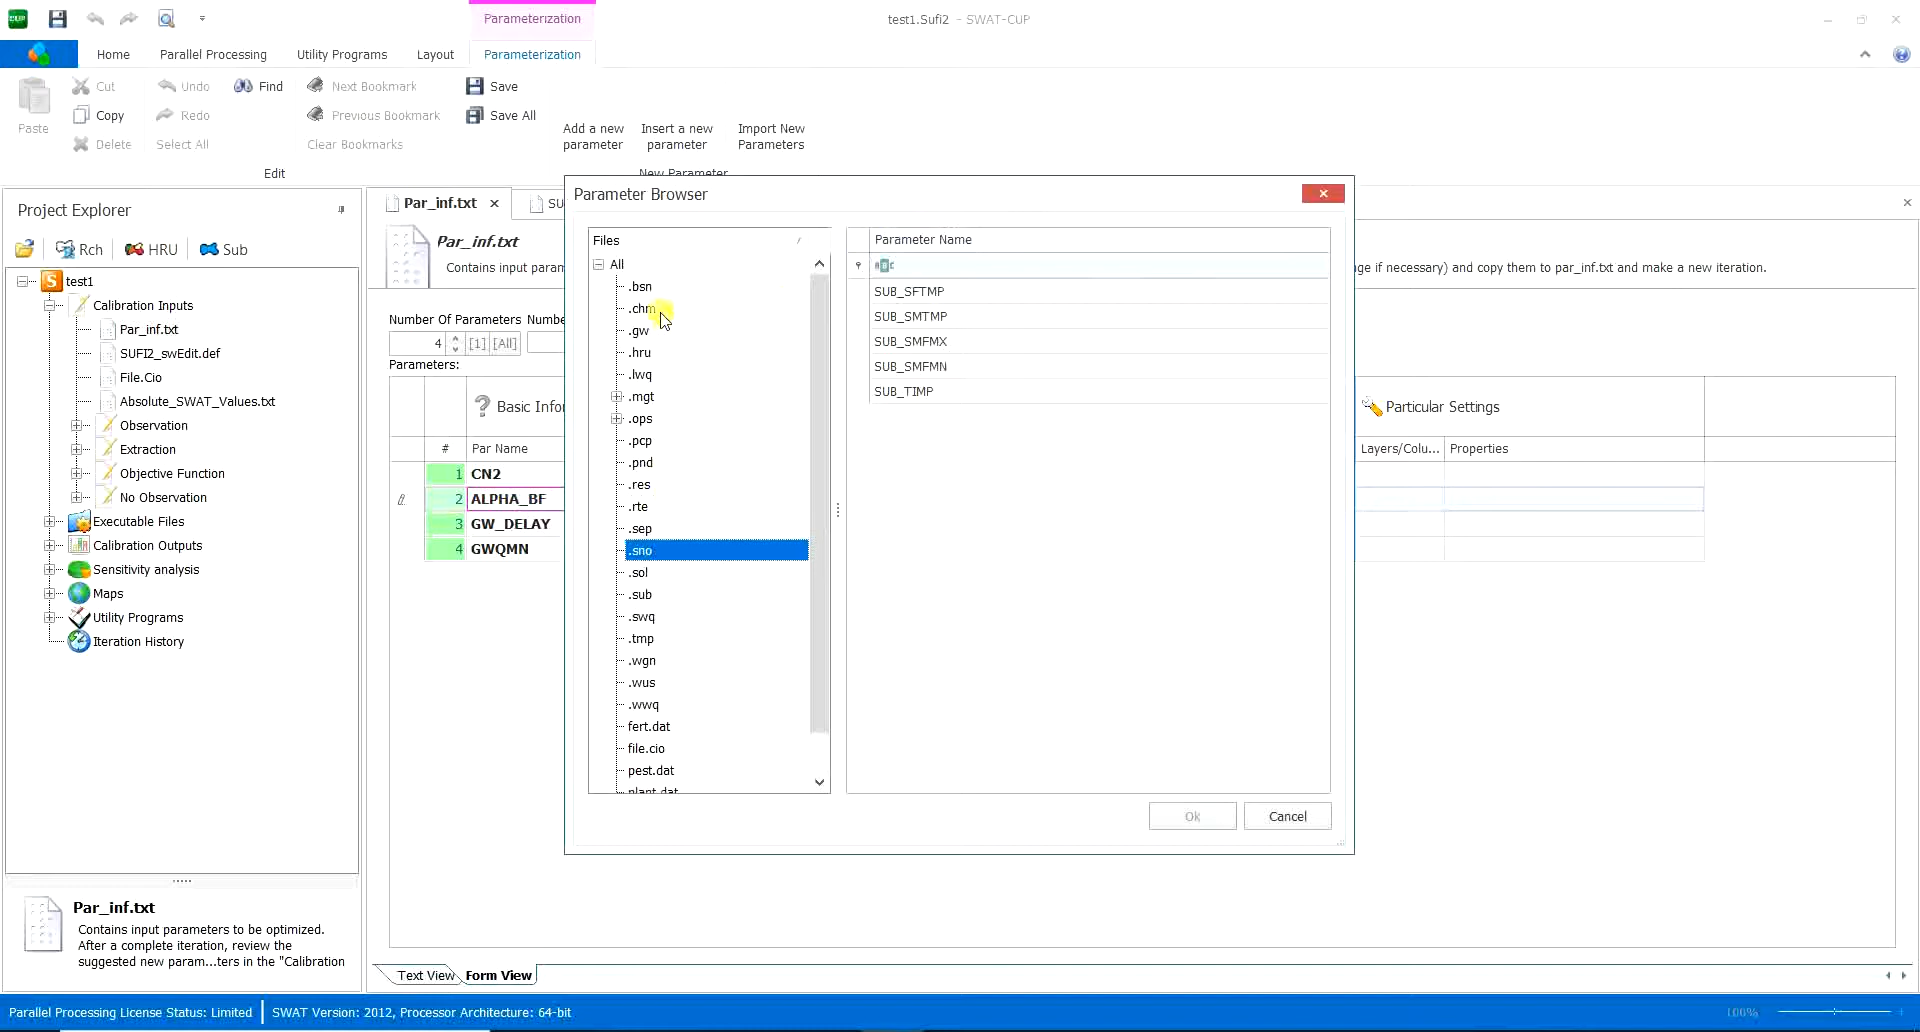 CUP
Parameterization
test1.Sufi2 - SWAT-CUP
Home
Parallel Processing
Utility Programs
Layout
Parameterization
Paste
Cut
Copy
Delete
Undo
Redo
Select All
Find
Next Bookmark
Previous Bookmark
Clear Bookmarks
Save
Save All
Edit
Add a new parameter
Insert a new parameter
Import New Parameters
New Parameter
Project Explorer
Rch
HRU
Sub
test1
Calibration Inputs
Par_inf.txt
SUFI2_swEdit.def
File.Cio
Absolute_SWAT_Values.txt
Observation
Extraction
Objective Function
No Observation
Executable Files
Calibration Outputs
Sensitivity analysis
Maps
Utility Programs
Iteration History
Par_inf.txt
Contains input parameters to be optimized.
After a complete iteration, review the
suggested new param...ters in the "Calibration
Par_inf.txt
SU
Par_inf.txt
Contains input param
ge if necessary) and copy them to par_inf.txt and make a new iteration.
Number Of Parameters
Numbe
4
[1]
[All]
Parameters:
Basic Infor
Particular Settings
#
Par Name
Layers/Colu...
Properties
1 CN2
2 ALPHA_BF
3 GW_DELAY
4 GWQMN
Parameter Browser
Files
All
.bsn
.chm
.gw
.hru
.lwq
.mgt
.ops
.pcp
.pnd
.res
.rte
.sep
.sno
.sol
.sub
.swq
.tmp
.wgn
.wus
.wwq
fert.dat
file.cio
pest.dat
plant.dat
Parameter Name
SUB_SFTMP
SUB_SMTMP
SUB_SMFMX
SUB_SMFMN
SUB_TIMP
Ok
Cancel
Text View
Form View
Parallel Processing License Status: Limited
SWAT Version: 2012, Processor Architecture: 64-bit
100%